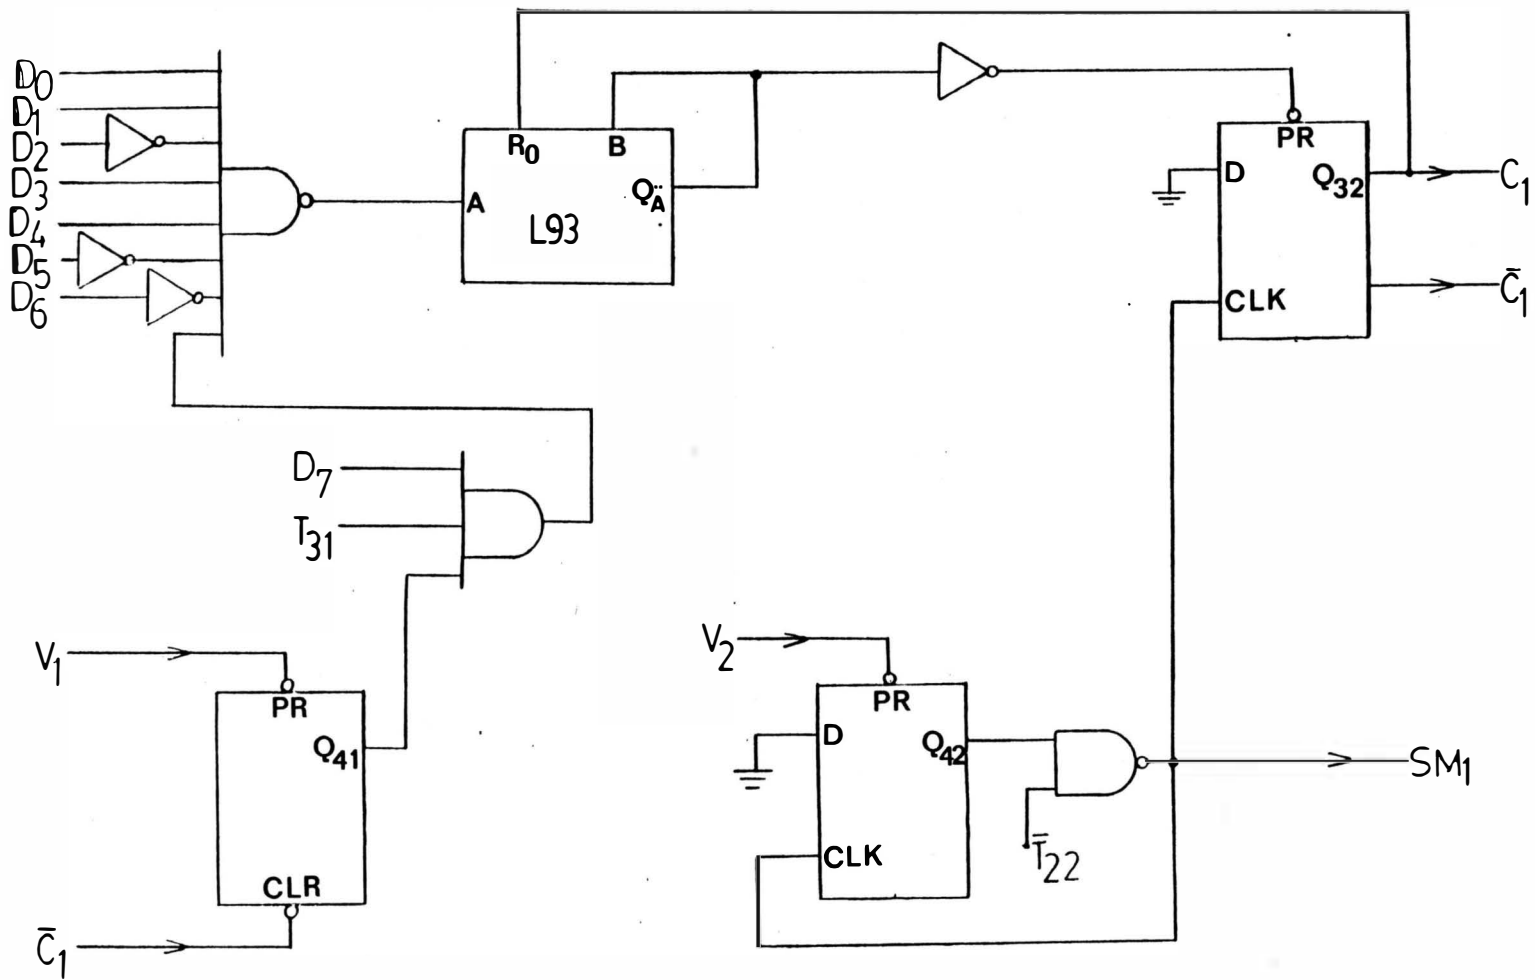 D0
D1
D2
D3
D4
D5
D6
R0 B
A QA
L93
PR
D Q32
CLK
C1
C̄1
D7
T31
V1
PR
Q41
CLR
C̄1
V2
PR
D Q42
CLK
T̄22
SM1